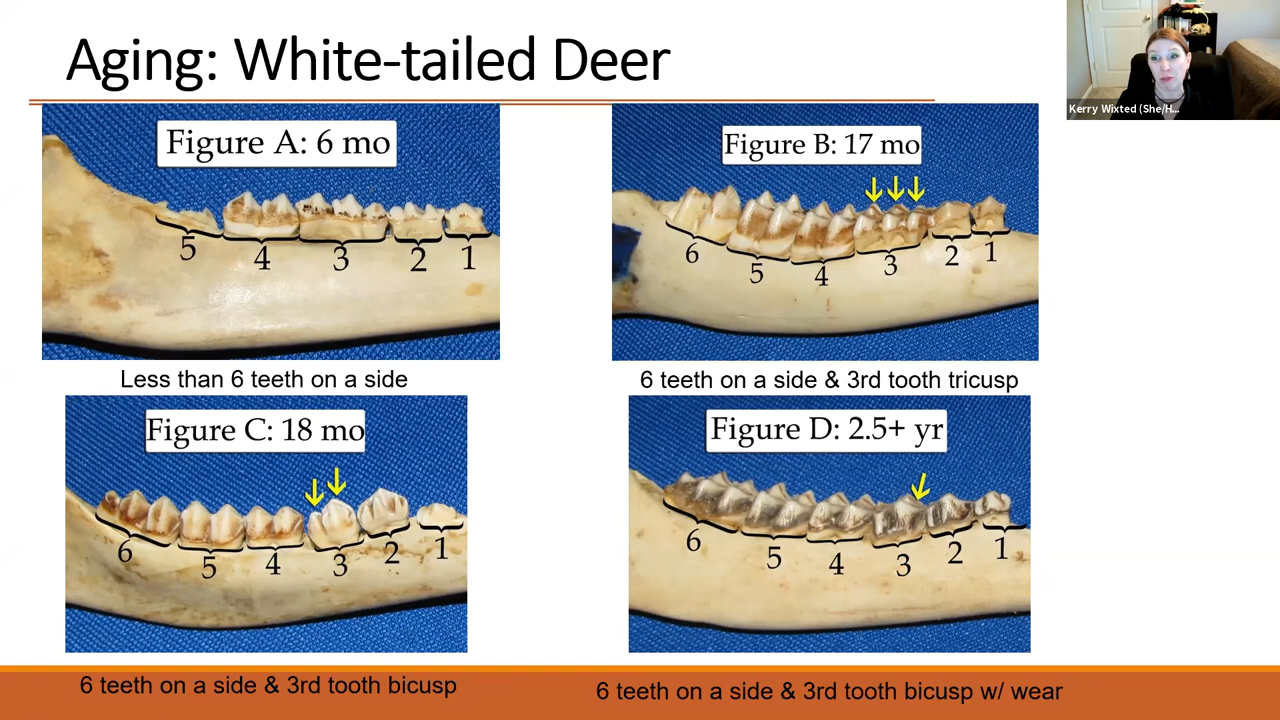 Aging: White-tailed Deer
Kerry Wixted (She/H...
Figure A: 6 mo
5 4 3 2 1
Less than 6 teeth on a side
Figure B: 17 mo
6 5 4 3 2 1
6 teeth on a side & 3rd tooth tricusp
Figure C: 18 mo
6 5 4 3 2 1
6 teeth on a side & 3rd tooth bicusp
Figure D: 2.5+ yr
6 5 4 3 2 1
6 teeth on a side & 3rd tooth bicusp w/ wear